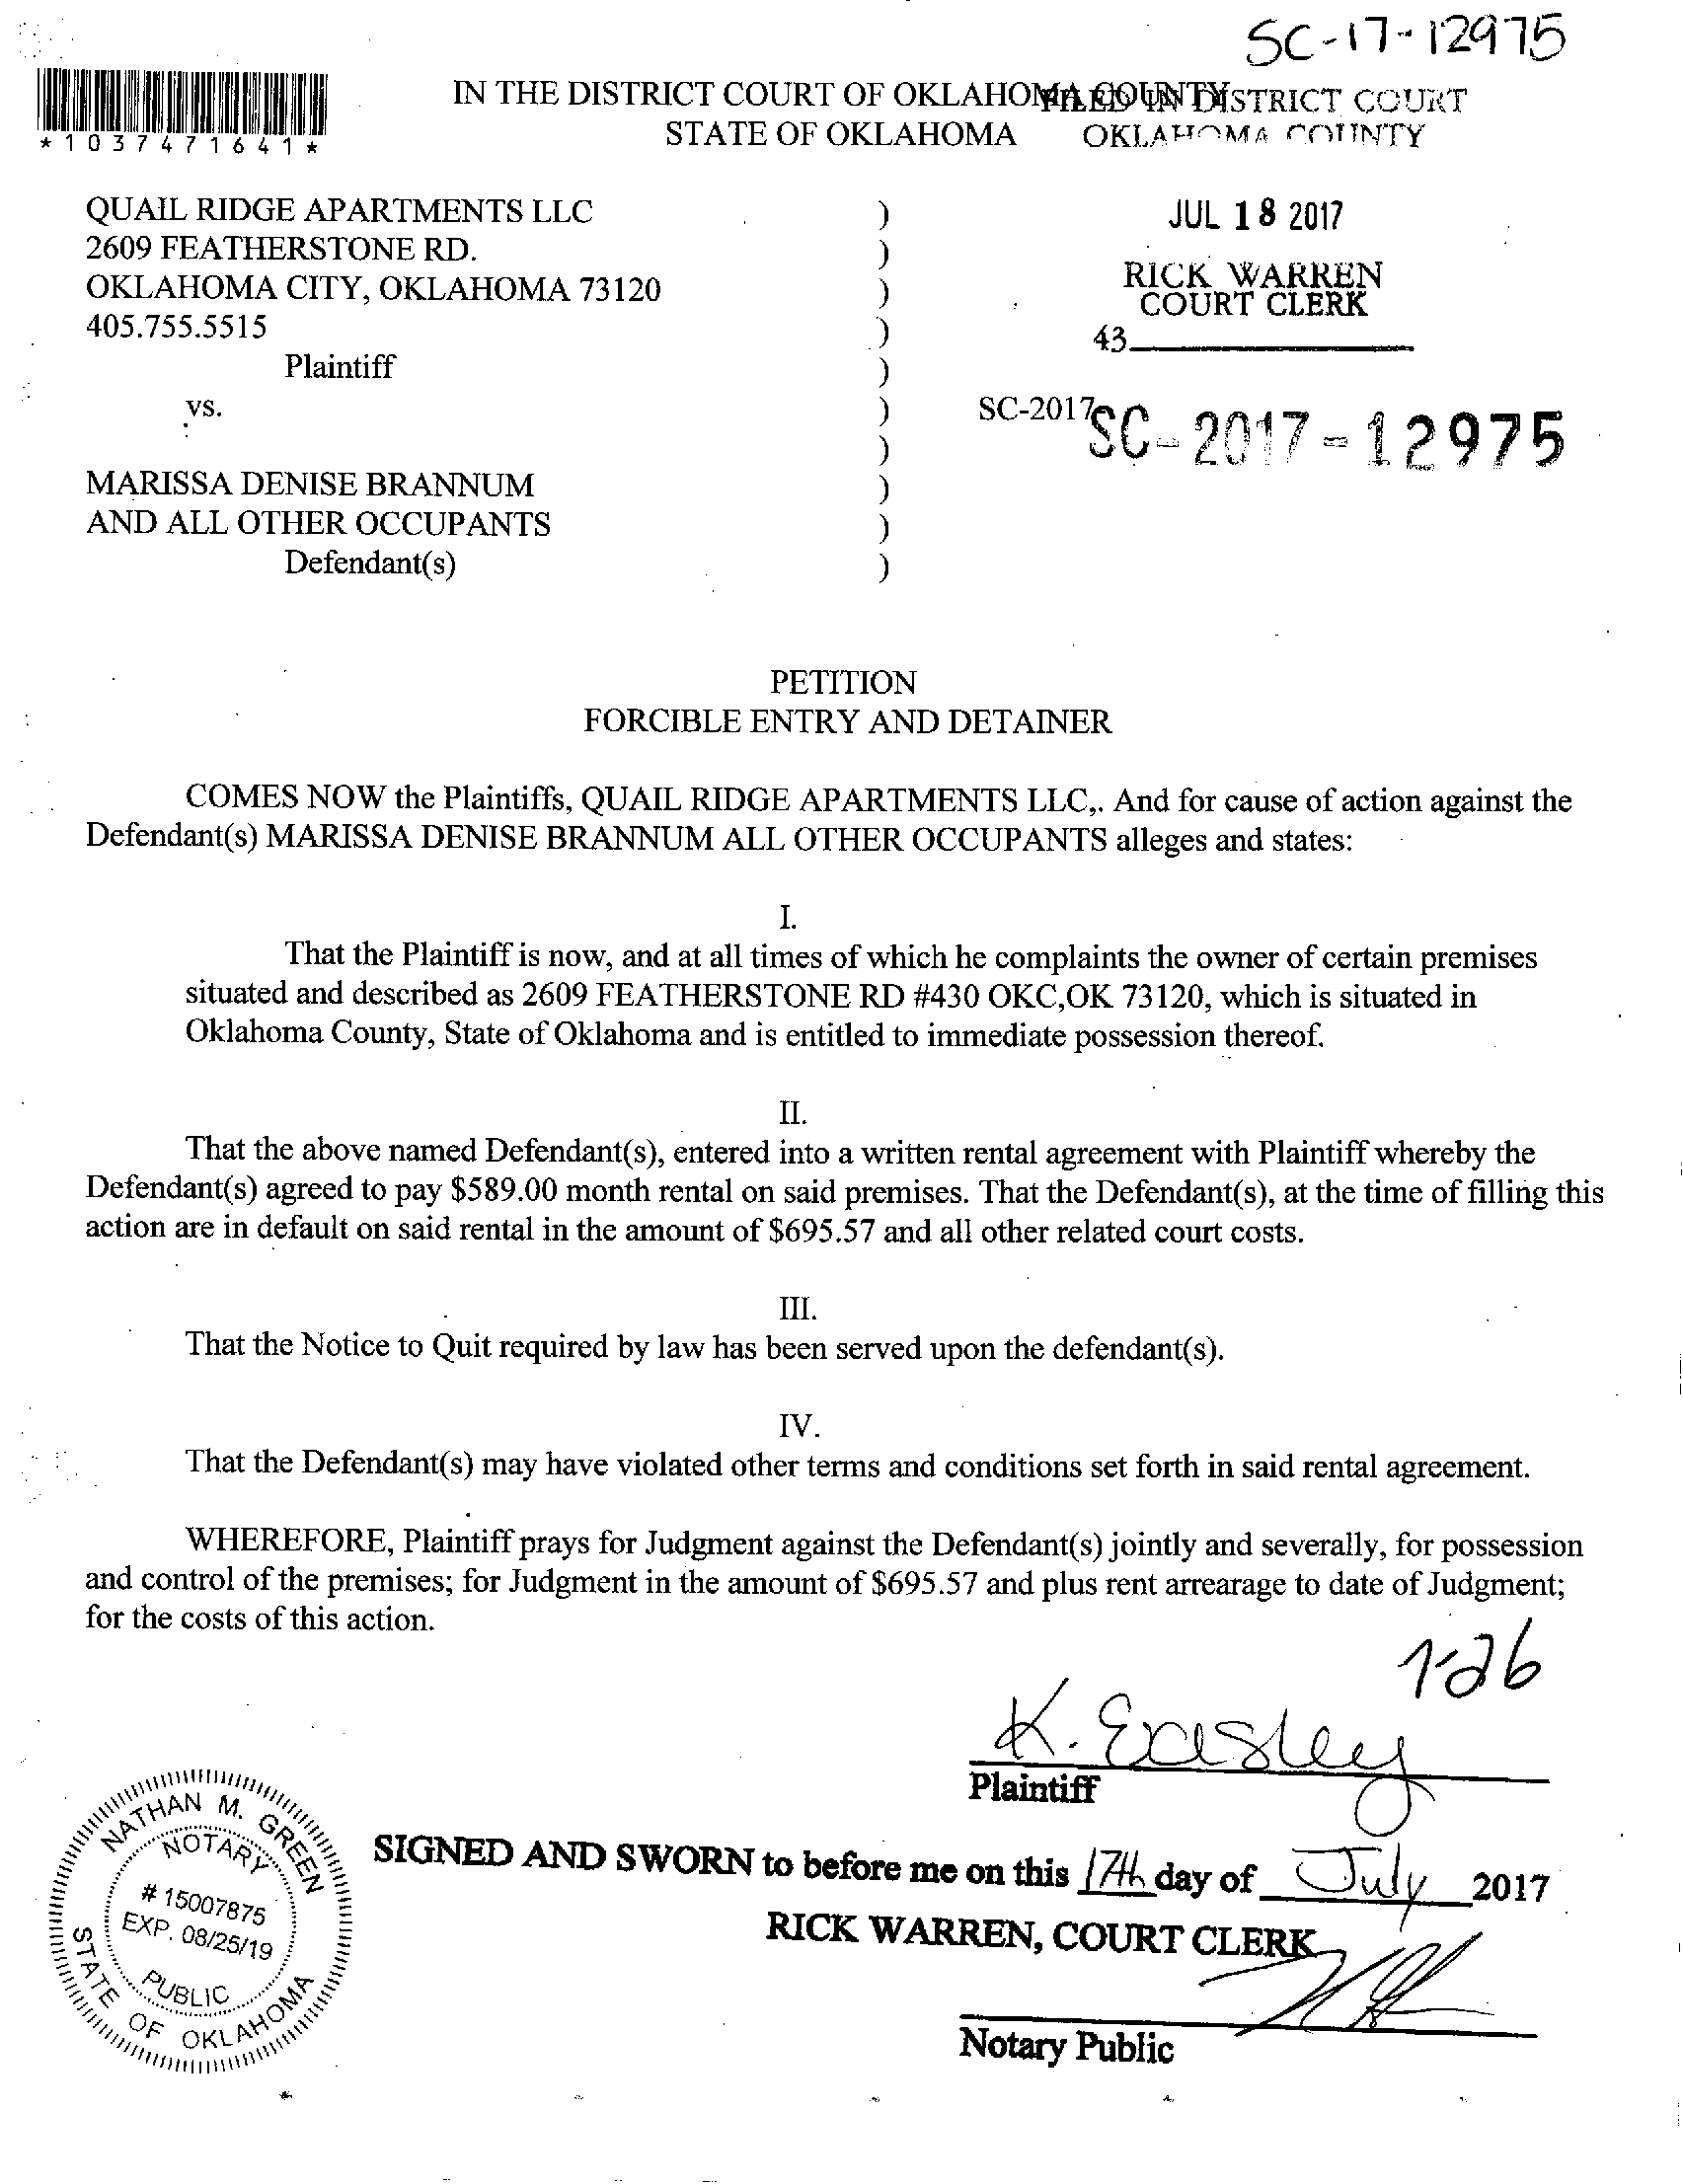 SC-17-12975
*1037471641*
IN THE DISTRICT COURT OF OKLAHOMA COUNTY
STATE OF OKLAHOMA
FILED IN DISTRICT COURT
OKLAHOMA COUNTY
QUAIL RIDGE APARTMENTS LLC )
2609 FEATHERSTONE RD. )
OKLAHOMA CITY, OKLAHOMA 73120 )
405.755.5515 )
Plaintiff )
vs. )
)
MARISSA DENISE BRANNUM )
AND ALL OTHER OCCUPANTS )
Defendant(s) )
JUL 18 2017
RICK WARREN
COURT CLERK
43
SC-2017
SC-2017-12975
PETITION
FORCIBLE ENTRY AND DETAINER
COMES NOW the Plaintiffs, QUAIL RIDGE APARTMENTS LLC,. And for cause of action against the
Defendant(s) MARISSA DENISE BRANNUM ALL OTHER OCCUPANTS alleges and states:
I.
That the Plaintiff is now, and at all times of which he complaints the owner of certain premises
situated and described as 2609 FEATHERSTONE RD #430 OKC,OK 73120, which is situated in
Oklahoma County, State of Oklahoma and is entitled to immediate possession thereof.
II.
That the above named Defendant(s), entered into a written rental agreement with Plaintiff whereby the
Defendant(s) agreed to pay $589.00 month rental on said premises. That the Defendant(s), at the time of filling this
action are in default on said rental in the amount of $695.57 and all other related court costs.
III.
That the Notice to Quit required by law has been served upon the defendant(s).
IV.
That the Defendant(s) may have violated other terms and conditions set forth in said rental agreement.
WHEREFORE, Plaintiff prays for Judgment against the Defendant(s) jointly and severally, for possession
and control of the premises; for Judgment in the amount of $695.57 and plus rent arrearage to date of Judgment;
for the costs of this action.
7-26
K. Easley
Plaintiff
SIGNED AND SWORN to before me on this 17th day of July 2017
RICK WARREN, COURT CLERK
Notary Public
NATHAN M. GREEN
NOTARY
# 15007875
EXP. 08/25/19
PUBLIC
STATE OF OKLAHOMA